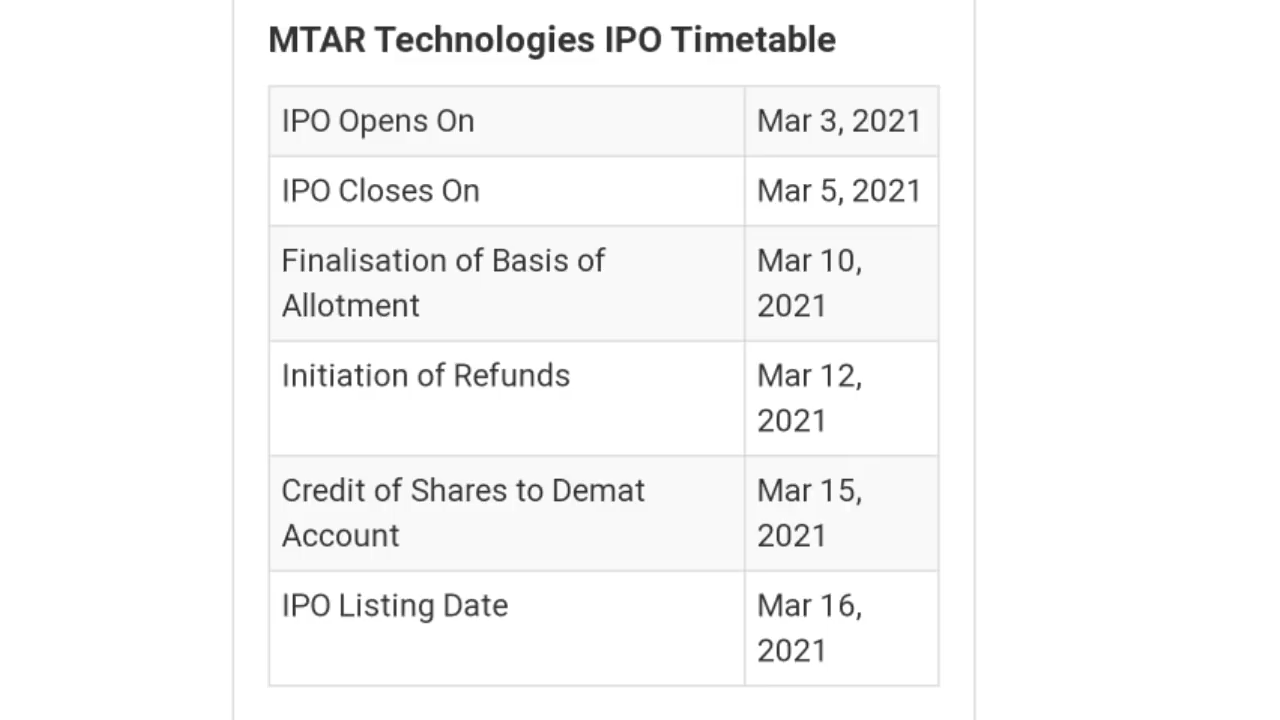 MTAR Technologies IPO Timetable
IPO Opens On Mar 3, 2021
IPO Closes On Mar 5, 2021
Finalisation of Basis of Mar 10,
Allotment 2021
Initiation of Refunds Mar 12,
2021
Credit of Shares to Demat Mar 15,
Account 2021
IPO Listing Date Mar 16,
2021